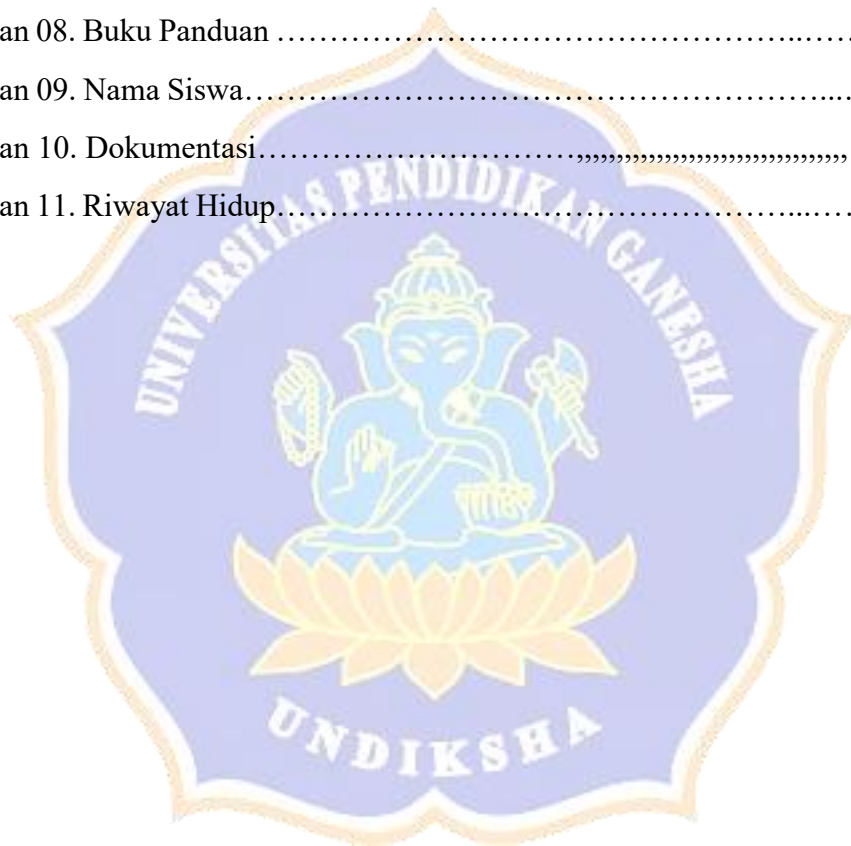 an 08. Buku Panduan …………………………………………………..……
an 09. Nama Siswa…………………………………………………...…
an 10. Dokumentasi…………………………,,,,,,,,,,,,,,,,,,,,,,,,,,,,,,,,,,
an 11. Riwayat Hidup……………………………………………...……
UNIVERSITAS PENDIDIKAN GANESHA
UNDIKSHA